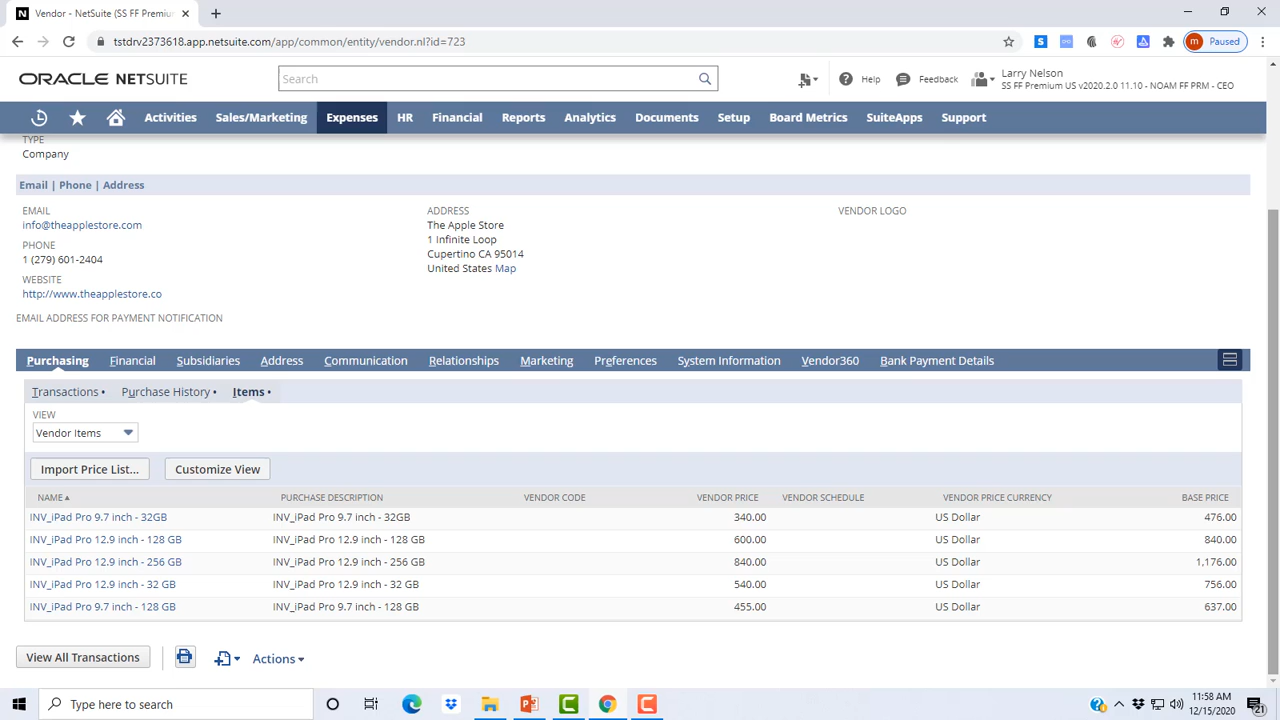 Vendor - NetSuite (SS FF Premium
tstdrv2373618.app.netsuite.com/app/common/entity/vendor.nl?id=723
m Paused
ORACLE NETSUITE
Search
Help
Feedback
Larry Nelson
SS FF Premium US v2020.2.0 11.10 - NOAM FF PRM - CEO
Activities Sales/Marketing Expenses HR Financial Reports Analytics Documents Setup Board Metrics SuiteApps Support
TYPE
Company
Email | Phone | Address
EMAIL
info@theapplestore.com
PHONE
1 (279) 601-2404
WEBSITE
http://www.theapplestore.co
EMAIL ADDRESS FOR PAYMENT NOTIFICATION
ADDRESS
The Apple Store
1 Infinite Loop
Cupertino CA 95014
United States Map
VENDOR LOGO
Purchasing Financial Subsidiaries Address Communication Relationships Marketing Preferences System Information Vendor360 Bank Payment Details
Transactions • Purchase History • Items •
VIEW
Vendor Items
Import Price List... Customize View
NAME PURCHASE DESCRIPTION VENDOR CODE VENDOR PRICE VENDOR SCHEDULE VENDOR PRICE CURRENCY BASE PRICE
INV_iPad Pro 9.7 inch - 32GB INV_iPad Pro 9.7 inch - 32GB 340.00 US Dollar 476.00
INV_iPad Pro 12.9 inch - 128 GB INV_iPad Pro 12.9 inch - 128 GB 600.00 US Dollar 840.00
INV_iPad Pro 12.9 inch - 256 GB INV_iPad Pro 12.9 inch - 256 GB 840.00 US Dollar 1,176.00
INV_iPad Pro 12.9 inch - 32 GB INV_iPad Pro 12.9 inch - 32 GB 540.00 US Dollar 756.00
INV_iPad Pro 9.7 inch - 128 GB INV_iPad Pro 9.7 inch - 128 GB 455.00 US Dollar 637.00
View All Transactions Actions
Type here to search
11:58 AM
12/15/2020
21